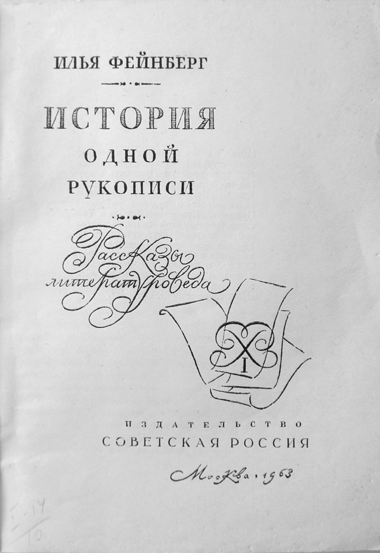 ИЛЬЯ ФЕЙНБЕРГ
ИСТОРИЯ
ОДНОЙ
РУКОПИСИ
Рассказы
литературоведа
X
I
ИЗДАТЕЛЬСТВО
СОВЕТСКАЯ РОССИЯ
Москва · 1963